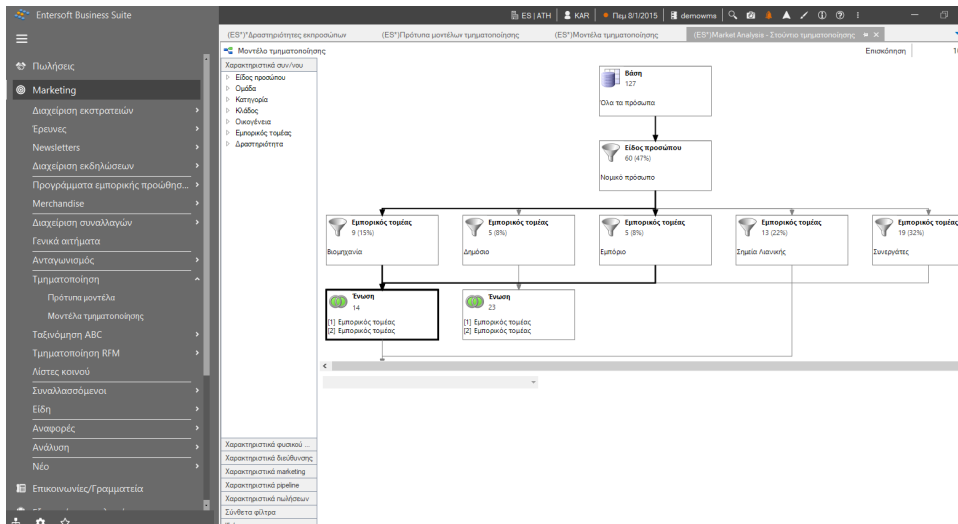 Entersoft Business Suite
ES | ATH
KAR
Πεμ 8/1/2015
demowms
(ES*)*Δραστηριότητες εκπροσώπων
(ES*)Πρότυπα μοντέλων τμηματοποίησης
(ES*)Μοντέλα τμηματοποίησης
(ES*)Market Analysis - Στούντιο τμηματοποίησης
Πωλήσεις
Marketing
Διαχείριση εκστρατειών
Έρευνες
Newsletters
Διαχείριση εκδηλώσεων
Προγράμματα εμπορικής προώθησ...
Merchandise
Διαχείριση συναλλαγών
Γενικά αιτήματα
Ανταγωνισμός
Τμηματοποίηση
Πρότυπα μοντέλα
Μοντέλα τμηματοποίησης
Ταξινόμηση ABC
Τμηματοποίηση RFM
Λίστες κοινού
Συναλλασσόμενοι
Είδη
Αναφορές
Ανάλυση
Νέο
Επικοινωνίες/Γραμματεία
Μοντέλο τμηματοποίησης
Επισκόπηση
Χαρακτηριστικά συν/νου
Είδος προσώπου
Ομάδα
Κατηγορία
Κλάδος
Οικογένεια
Εμπορικός τομέας
Δραστηριότητα
Χαρακτηριστικά φυσικού ...
Χαρακτηριστικά διεύθυνσης
Χαρακτηριστικά marketing
Χαρακτηριστικά pipeline
Χαρακτηριστικά πωλήσεων
Σύνθετα φίλτρα
Βάση
127
Όλα τα πρόσωπα
Είδος προσώπου
60 (47%)
Νομικό πρόσωπο
Εμπορικός τομέας
9 (15%)
Βιομηχανία
Εμπορικός τομέας
5 (8%)
Δημόσιο
Εμπορικός τομέας
5 (8%)
Εμπόριο
Εμπορικός τομέας
13 (22%)
Σημεία Λιανικής
Εμπορικός τομέας
19 (32%)
Συνεργάτες
Ένωση
14
[1] Εμπορικός τομέας
[2] Εμπορικός τομέας
Ένωση
23
[1] Εμπορικός τομέας
[2] Εμπορικός τομέας